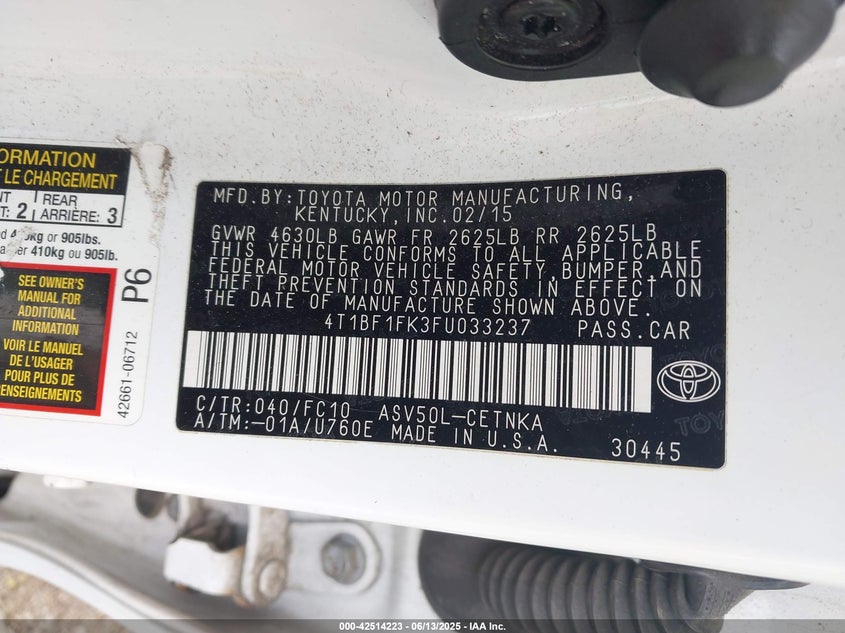 ORMATION
LE CHARGEMENT
REAR
2 ARRIÈRE: 3
kg or 905lbs.
410kg ou 905lb.
SEE OWNER'S
MANUAL FOR
ADDITIONAL
INFORMATION
VOIR LE MANUEL
DE L'USAGER
POUR PLUS DE
RENSEIGNEMENTS
P6
42661-06712
MFD.BY:TOYOTA MOTOR MANUFACTURING,
KENTUCKY,INC.02/15
GVWR 4630LB GAWR FR 2625LB RR 2625LB
THIS VEHICLE CONFORMS TO ALL APPLICABLE
FEDERAL MOTOR VEHICLE SAFETY,BUMPER,AND
THEFT PREVENTION STANDARDS IN EFFECT ON
THE DATE OF MANUFACTURE SHOWN ABOVE.
4T1BF1FK3FU033237 PASS.CAR
C/TR:040/FC10 ASV50L-CETNKA
A/TM:-01A/U760E MADE IN U.S.A. 30445
000-42514223 - 06/13/2025 - IAA Inc.